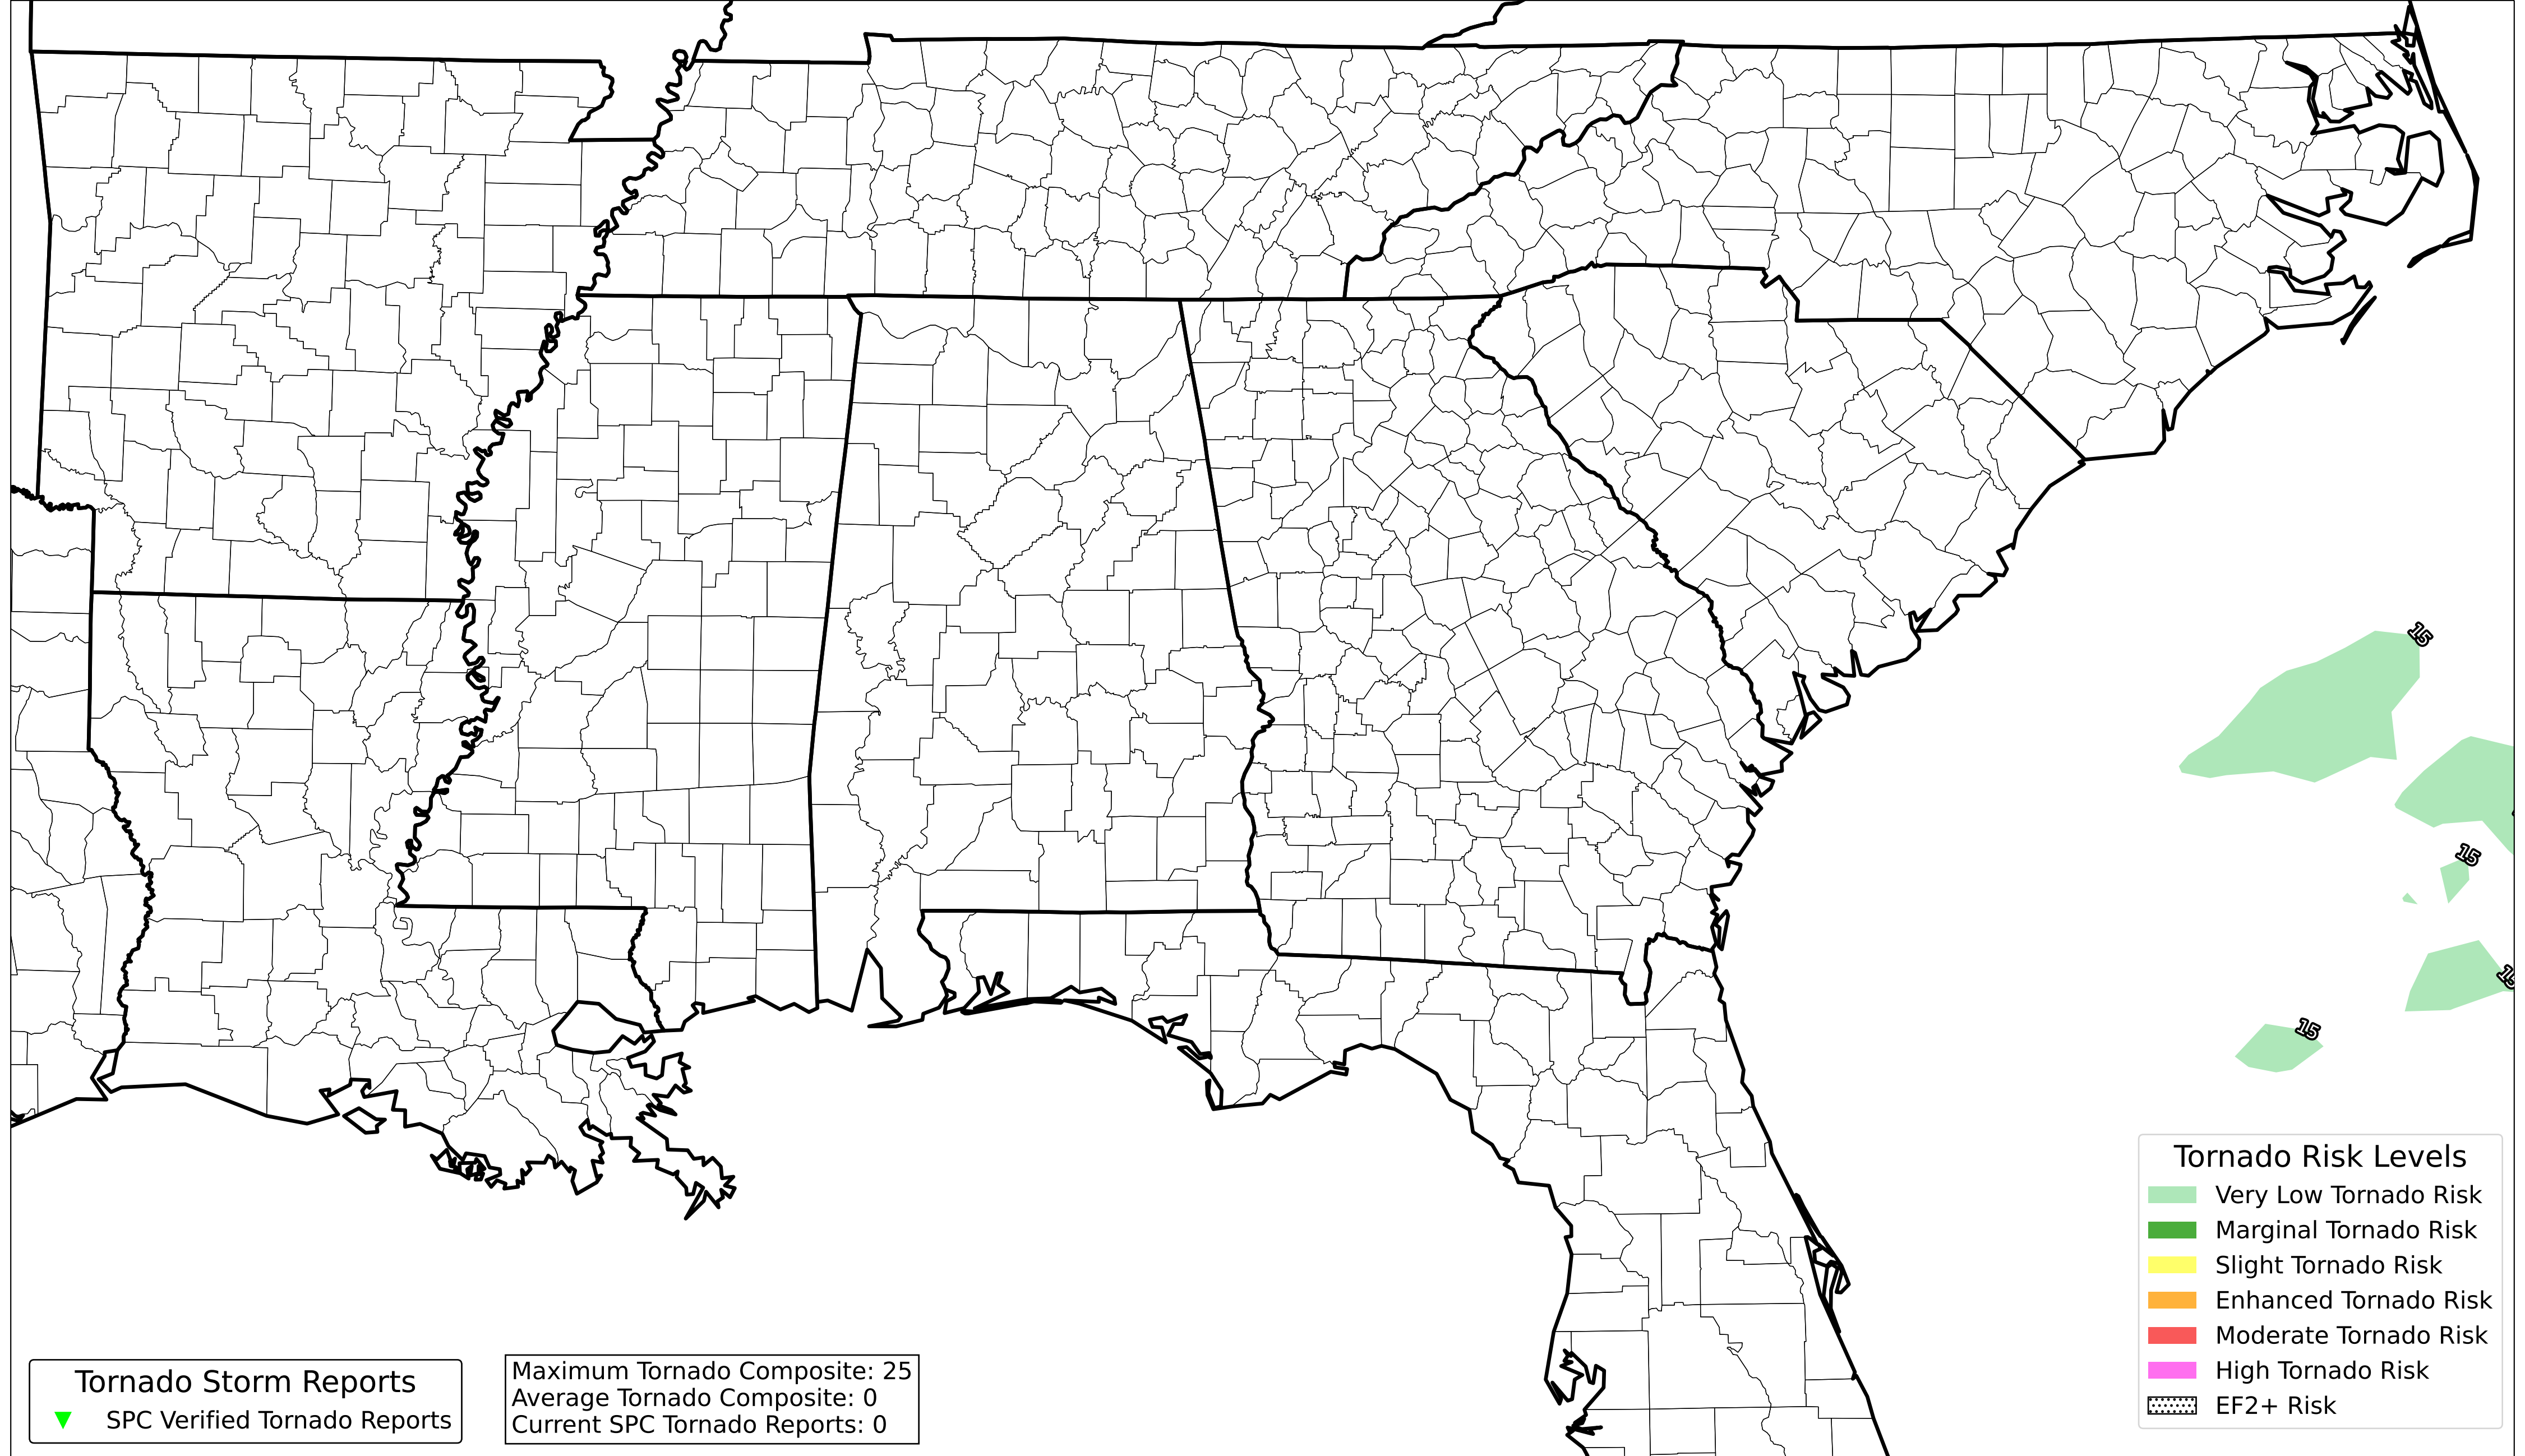 15
15
15
15
Tornado Risk Levels
Very Low Tornado Risk
Marginal Tornado Risk
Slight Tornado Risk
Enhanced Tornado Risk
Moderate Tornado Risk
High Tornado Risk
EF2+ Risk
Tornado Storm Reports
SPC Verified Tornado Reports
Maximum Tornado Composite: 25
Average Tornado Composite: 0
Current SPC Tornado Reports: 0